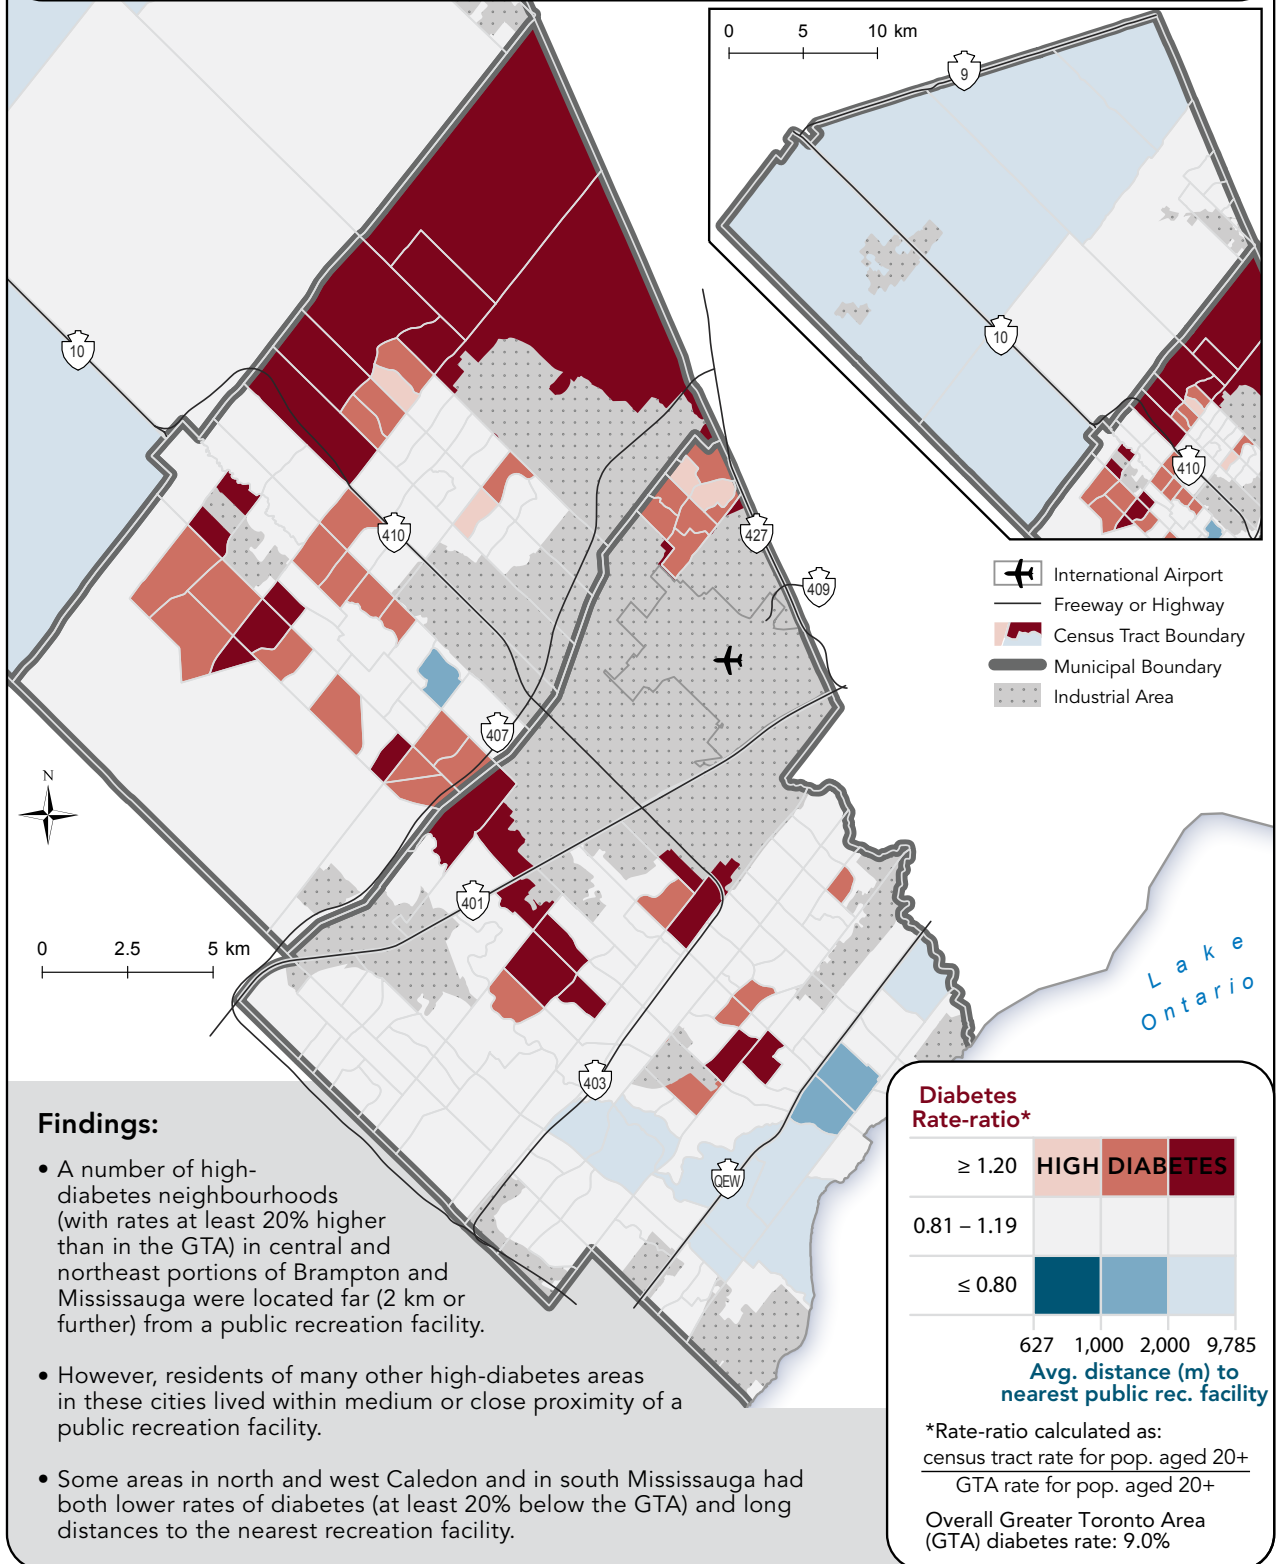 0 5 10 km
9
10
410
10
410
427
409
407
401
403
QEW
International Airport
Freeway or Highway
Census Tract Boundary
Municipal Boundary
Industrial Area
N
0 2.5 5 km
Lake
Ontario
Findings:
• A number of high-
diabetes neighbourhoods
(with rates at least 20% higher
than in the GTA) in central and
northeast portions of Brampton and
Mississauga were located far (2 km or
further) from a public recreation facility.
• However, residents of many other high-diabetes areas
in these cities lived within medium or close proximity of a
public recreation facility.
• Some areas in north and west Caledon and in south Mississauga had
both lower rates of diabetes (at least 20% below the GTA) and long
distances to the nearest recreation facility.
Diabetes
Rate-ratio*
≥ 1.20 HIGH DIABETES
0.81 – 1.19
≤ 0.80
627 1,000 2,000 9,785
Avg. distance (m) to
nearest public rec. facility
*Rate-ratio calculated as:
census tract rate for pop. aged 20+
GTA rate for pop. aged 20+
Overall Greater Toronto Area
(GTA) diabetes rate: 9.0%